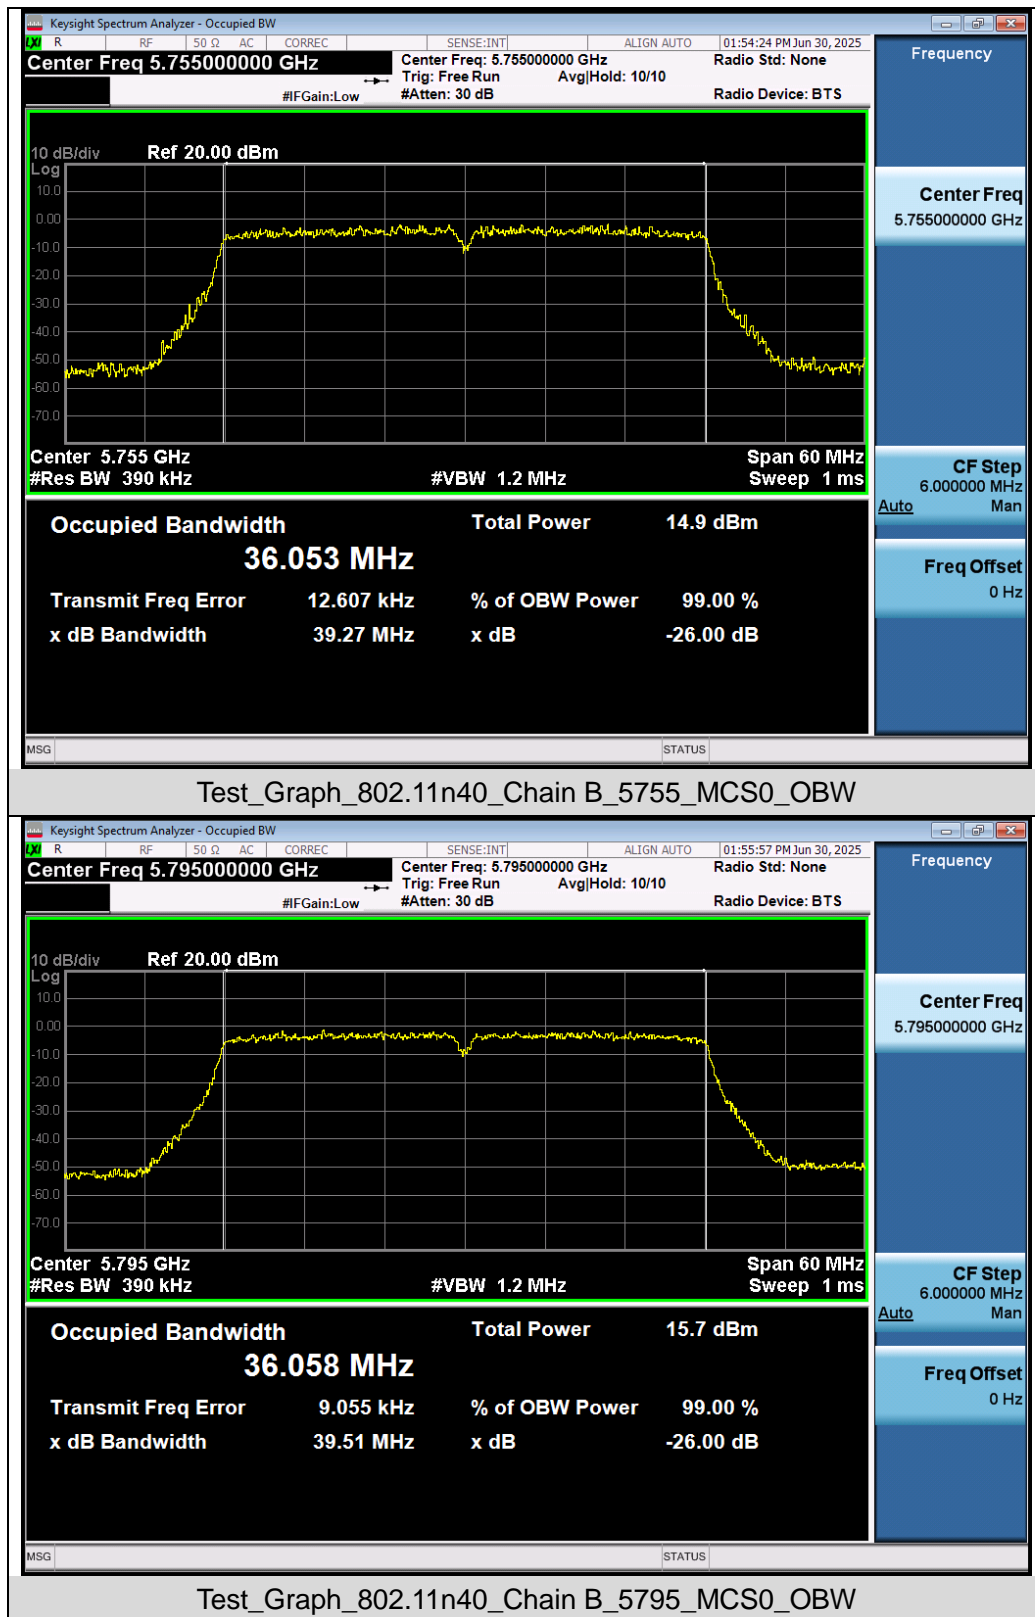 Keysight Spectrum Analyzer - Occupied BW
LXI R RF 50 Ω AC CORREC SENSE:INT ALIGN AUTO 01:54:24 PM Jun 30, 2025
Center Freq 5.755000000 GHz
Center Freq: 5.755000000 GHz
Radio Std: None
Trig: Free Run Avg|Hold: 10/10
#IFGain:Low
#Atten: 30 dB
Radio Device: BTS
Frequency
10 dB/div Ref 20.00 dBm
Log
10.0
0.00
-10.0
-20.0
-30.0
-40.0
-50.0
-60.0
-70.0
Center 5.755 GHz Span 60 MHz
#Res BW 390 kHz #VBW 1.2 MHz Sweep 1 ms
Center Freq
5.755000000 GHz
CF Step
6.000000 MHz
Auto Man
Freq Offset
0 Hz
Occupied Bandwidth Total Power 14.9 dBm
36.053 MHz
Transmit Freq Error 12.607 kHz % of OBW Power 99.00 %
x dB Bandwidth 39.27 MHz x dB -26.00 dB
MSG STATUS
Test_Graph_802.11n40_Chain B_5755_MCS0_OBW
Keysight Spectrum Analyzer - Occupied BW
LXI R RF 50 Ω AC CORREC SENSE:INT ALIGN AUTO 01:55:57 PM Jun 30, 2025
Center Freq 5.795000000 GHz
Center Freq: 5.795000000 GHz
Radio Std: None
Trig: Free Run Avg|Hold: 10/10
#IFGain:Low
#Atten: 30 dB
Radio Device: BTS
Frequency
10 dB/div Ref 20.00 dBm
Log
10.0
0.00
-10.0
-20.0
-30.0
-40.0
-50.0
-60.0
-70.0
Center 5.795 GHz Span 60 MHz
#Res BW 390 kHz #VBW 1.2 MHz Sweep 1 ms
Center Freq
5.795000000 GHz
CF Step
6.000000 MHz
Auto Man
Freq Offset
0 Hz
Occupied Bandwidth Total Power 15.7 dBm
36.058 MHz
Transmit Freq Error 9.055 kHz % of OBW Power 99.00 %
x dB Bandwidth 39.51 MHz x dB -26.00 dB
MSG STATUS
Test_Graph_802.11n40_Chain B_5795_MCS0_OBW